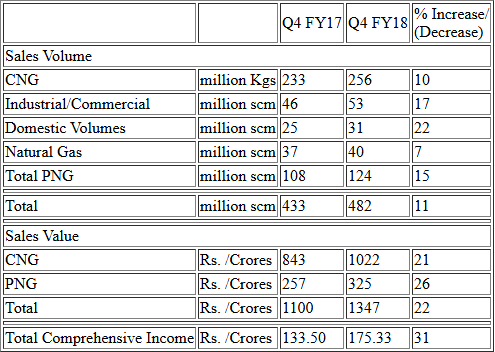 Q4 FY17 Q4 FY18 % Increase/
(Decrease)
Sales Volume
CNG million Kgs 233 256 10
Industrial/Commercial million scm 46 53 17
Domestic Volumes million scm 25 31 22
Natural Gas million scm 37 40 7
Total PNG million scm 108 124 15
Total million scm 433 482 11
Sales Value
CNG Rs. /Crores 843 1022 21
PNG Rs. /Crores 257 325 26
Total Rs. /Crores 1100 1347 22
Total Comprehensive Income Rs. /Crores 133.50 175.33 31